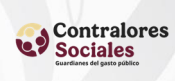 Contralores
Sociales
Guardianes del gasto público